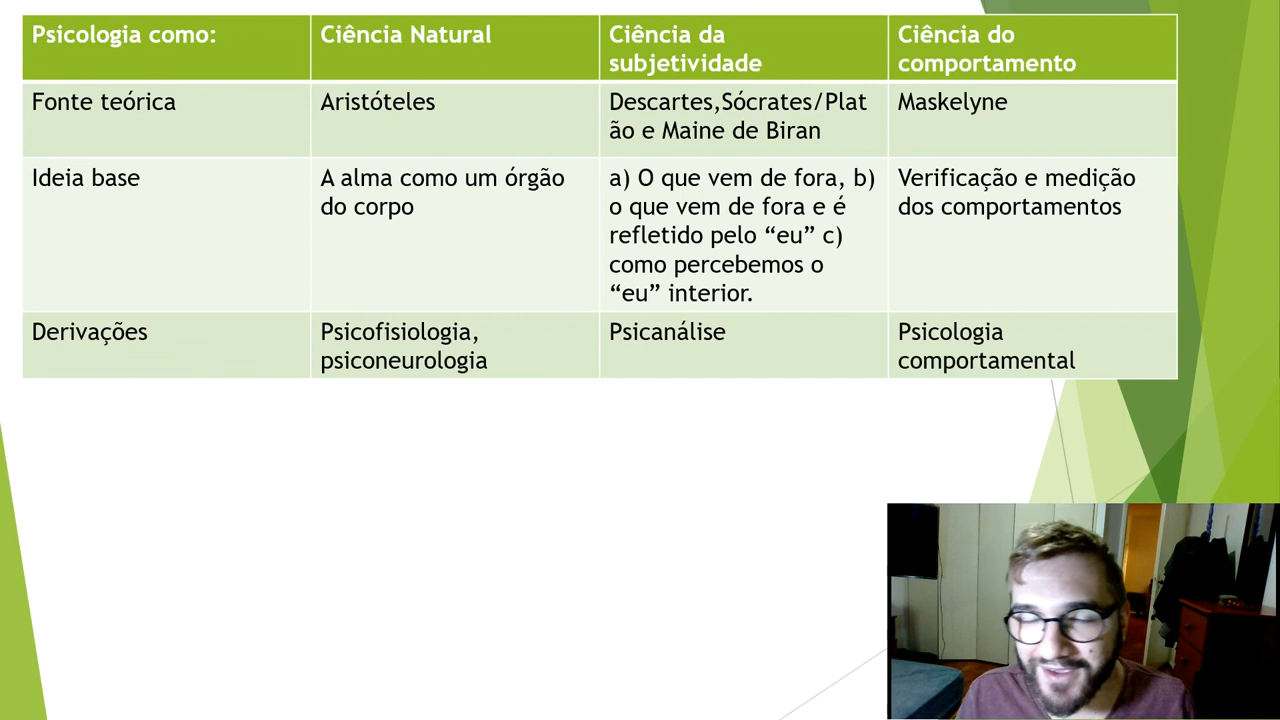 Psicologia como:
Ciência Natural
Ciência da
subjetividade
Ciência do
comportamento
Fonte teórica
Aristóteles
Descartes,Sócrates/Plat
ão e Maine de Biran
Maskelyne
Ideia base
A alma como um órgão
do corpo
a) O que vem de fora, b)
o que vem de fora e é
refletido pelo “eu” c)
como percebemos o
“eu” interior.
Verificação e medição
dos comportamentos
Derivações
Psicofisiologia,
psiconeurologia
Psicanálise
Psicologia
comportamental